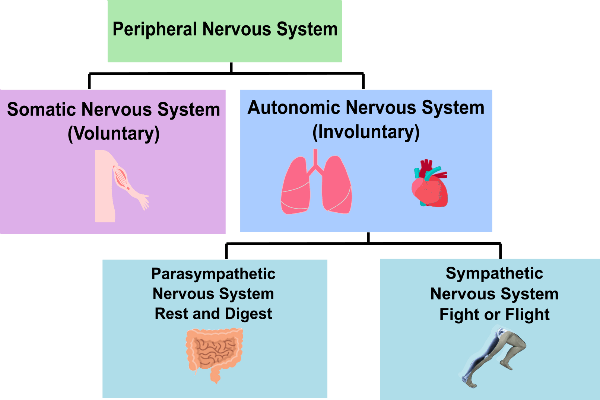 Peripheral Nervous System
Somatic Nervous System
(Voluntary)
Autonomic Nervous System
(Involuntary)
Parasympathetic
Nervous System
Rest and Digest
Sympathetic
Nervous System
Fight or Flight